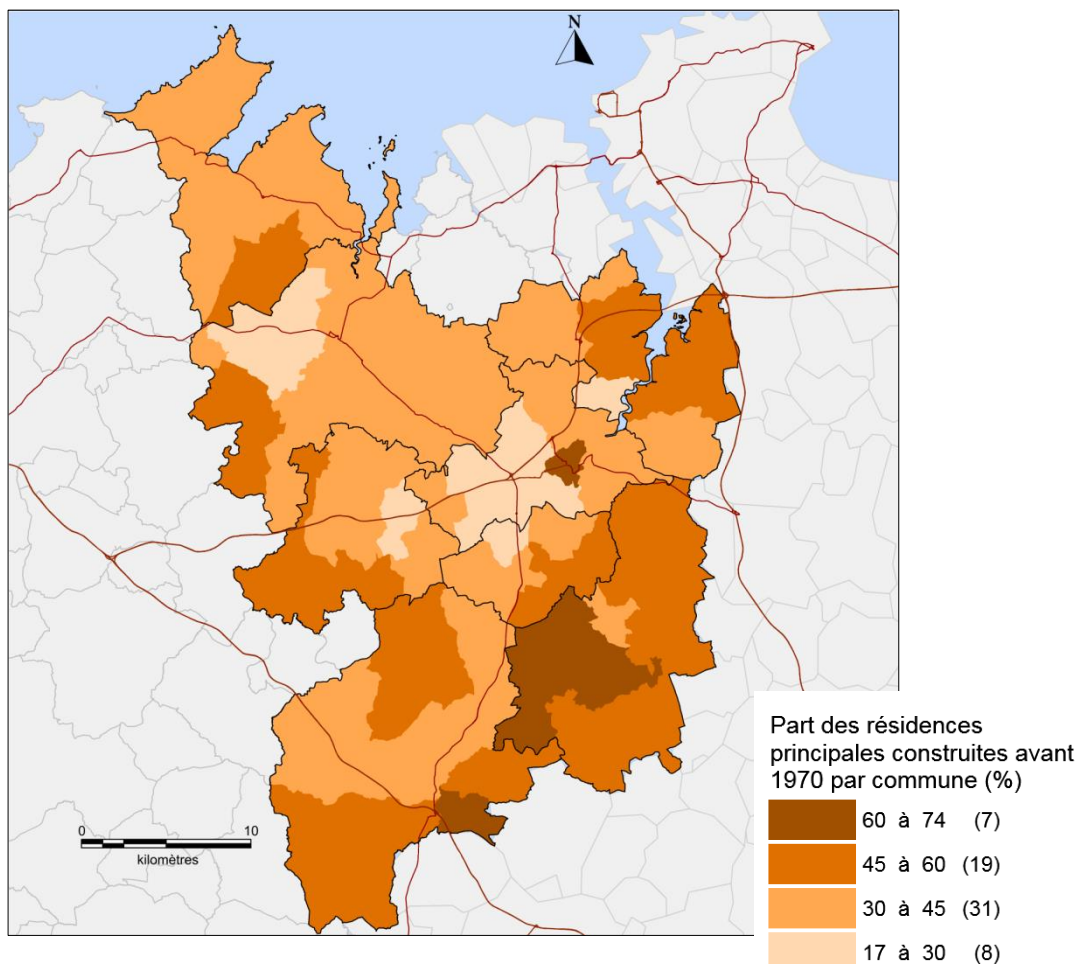 N
0 10
kilomètres
Part des résidences
principales construites avant
1970 par commune (%)
60 à 74 (7)
45 à 60 (19)
30 à 45 (31)
17 à 30 (8)